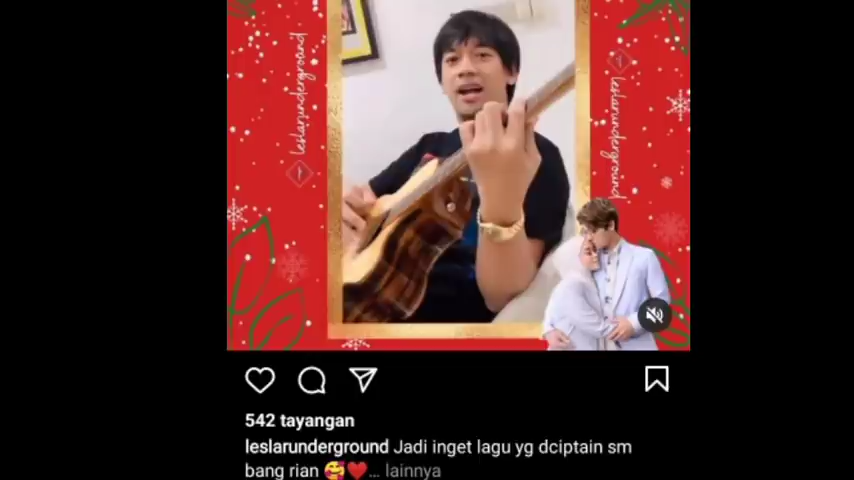 leslarunderground
leslarunderground
542 tayangan
leslarunderground Jadi inget lagu yg dciptain sm
bang rian 🥰❤️... lainnya